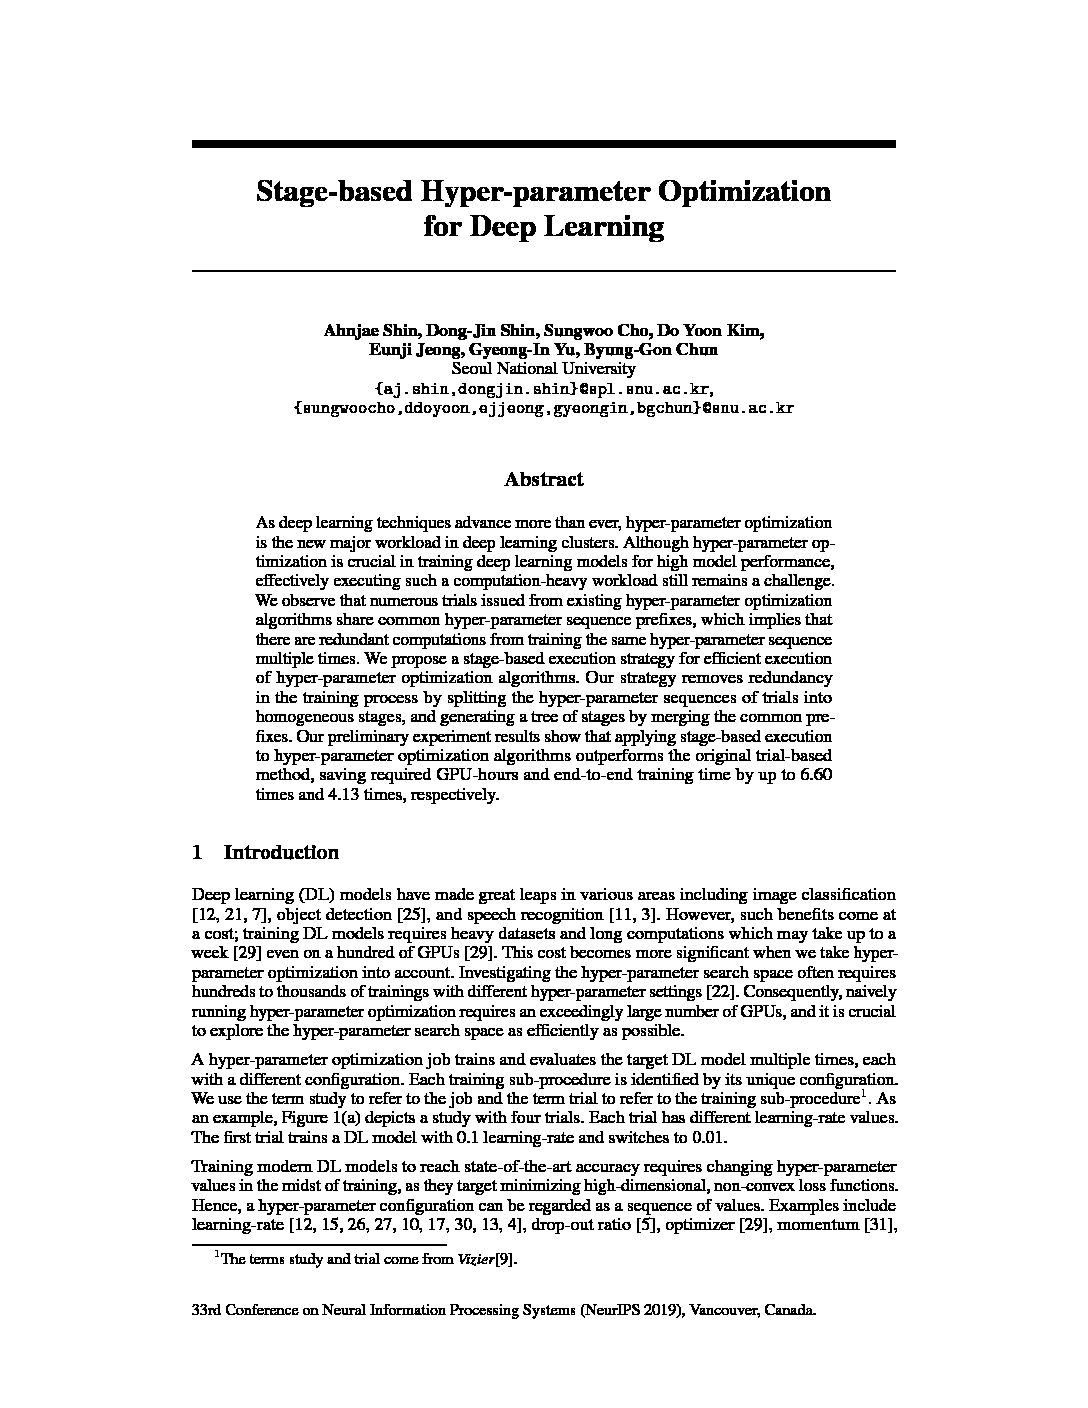 Stage-based Hyper-parameter Optimization
for Deep Learning
Ahnjae Shin, Dong-Jin Shin, Sungwoo Cho, Do Yoon Kim,
Eunji Jeong, Gyeong-In Yu, Byung-Gon Chun
Seoul National University
{aj.shin,dongjin.shin}@spl.snu.ac.kr,
{sungwoocho,ddoyoon,ejjeong,gyeongin,bgchun}@snu.ac.kr
Abstract
As deep learning techniques advance more than ever, hyper-parameter optimization
is the new major workload in deep learning clusters. Although hyper-parameter op-
timization is crucial in training deep learning models for high model performance,
effectively executing such a computation-heavy workload still remains a challenge.
We observe that numerous trials issued from existing hyper-parameter optimization
algorithms share common hyper-parameter sequence prefixes, which implies that
there are redundant computations from training the same hyper-parameter sequence
multiple times. We propose a stage-based execution strategy for efficient execution
of hyper-parameter optimization algorithms. Our strategy removes redundancy
in the training process by splitting the hyper-parameter sequences of trials into
homogeneous stages, and generating a tree of stages by merging the common pre-
fixes. Our preliminary experiment results show that applying stage-based execution
to hyper-parameter optimization algorithms outperforms the original trial-based
method, saving required GPU-hours and end-to-end training time by up to 6.60
times and 4.13 times, respectively.
1 Introduction
Deep learning (DL) models have made great leaps in various areas including image classification
[12, 21, 7], object detection [25], and speech recognition [11, 3]. However, such benefits come at
a cost; training DL models requires heavy datasets and long computations which may take up to a
week [29] even on a hundred of GPUs [29]. This cost becomes more significant when we take hyper-
parameter optimization into account. Investigating the hyper-parameter search space often requires
hundreds to thousands of trainings with different hyper-parameter settings [22]. Consequently, naively
running hyper-parameter optimization requires an exceedingly large number of GPUs, and it is crucial
to explore the hyper-parameter search space as efficiently as possible.
A hyper-parameter optimization job trains and evaluates the target DL model multiple times, each
with a different configuration. Each training sub-procedure is identified by its unique configuration.
We use the term study to refer to the job and the term trial to refer to the training sub-procedure1. As
an example, Figure 1(a) depicts a study with four trials. Each trial has different learning-rate values.
The first trial trains a DL model with 0.1 learning-rate and switches to 0.01.
Training modern DL models to reach state-of-the-art accuracy requires changing hyper-parameter
values in the midst of training, as they target minimizing high-dimensional, non-convex loss functions.
Hence, a hyper-parameter configuration can be regarded as a sequence of values. Examples include
learning-rate [12, 15, 26, 27, 10, 17, 30, 13, 4], drop-out ratio [5], optimizer [29], momentum [31],
1The terms study and trial come from Vizier[9].
33rd Conference on Neural Information Processing Systems (NeurIPS 2019), Vancouver, Canada.